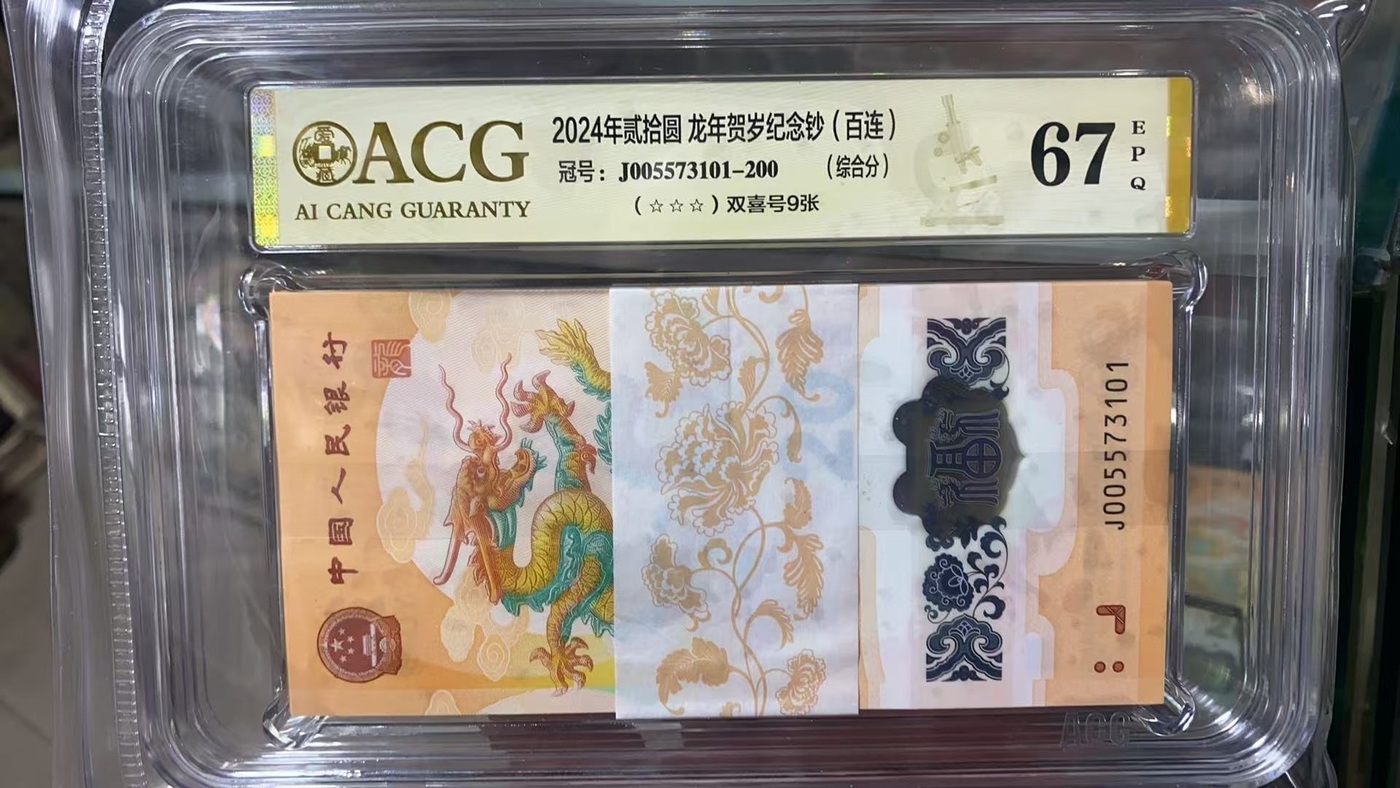 ACG
AI CANG GUARANTY
2024年贰拾圆 龙年贺岁纪念钞(百连)
冠号:J005573101-200 (综合分)
(☆☆☆)双喜号9张
67
EPQ
中国人民银行
福
J005573101
ACG